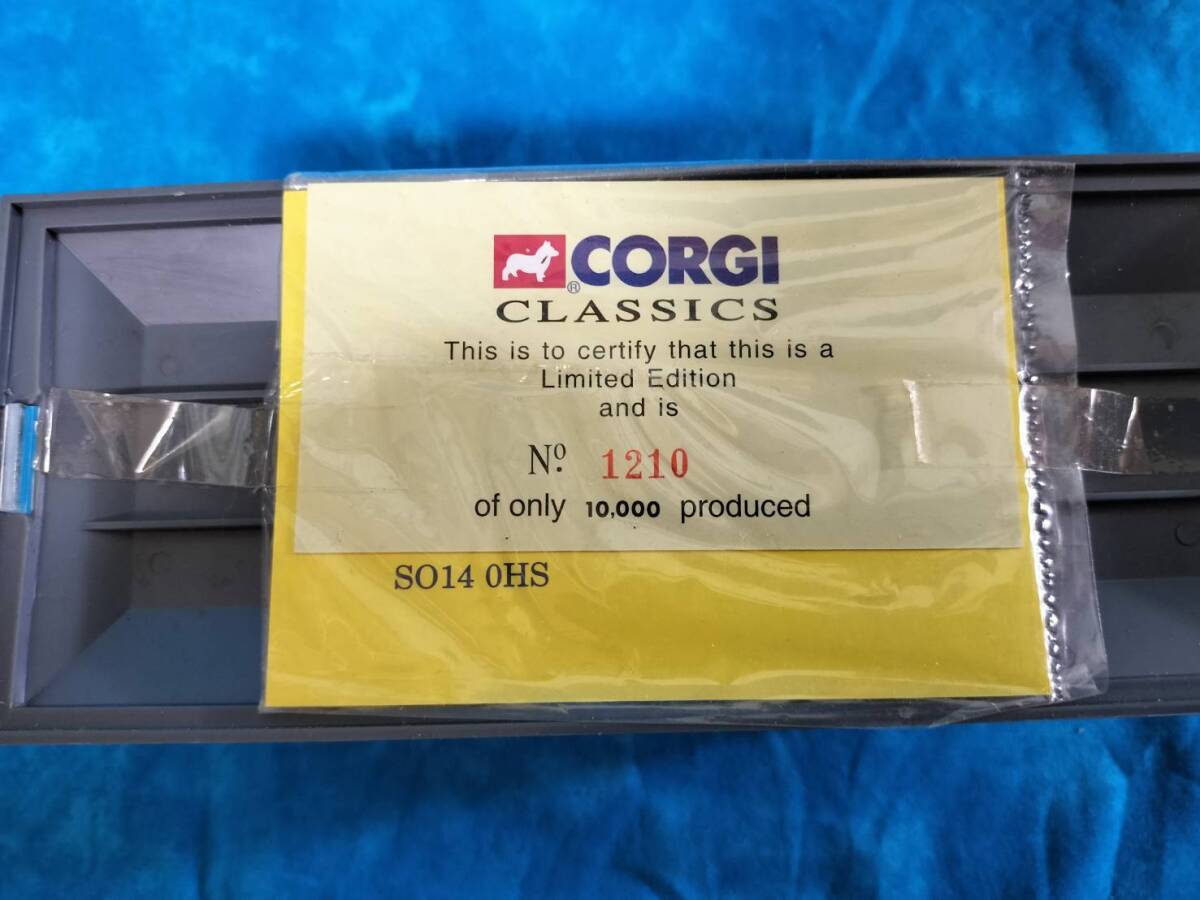 ® CORGI
CLASSICS
This is to certify that this is a
Limited Edition
and is
Nº. 1210
of only 10,000 produced
SO14 0HS